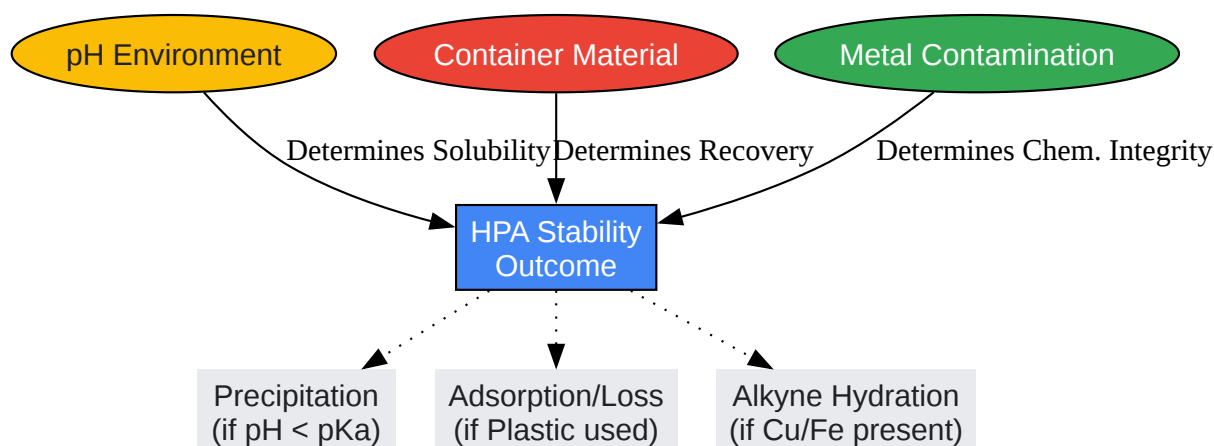 pH Environment
Container Material
Metal Contamination
Determines Solubility
Determines Recovery
Determines Chem. Integrity
HPA Stability
Outcome
Precipitation
(if pH < pKa)
Adsorption/Loss
(if Plastic used)
Alkyne Hydration
(if Cu/Fe present)